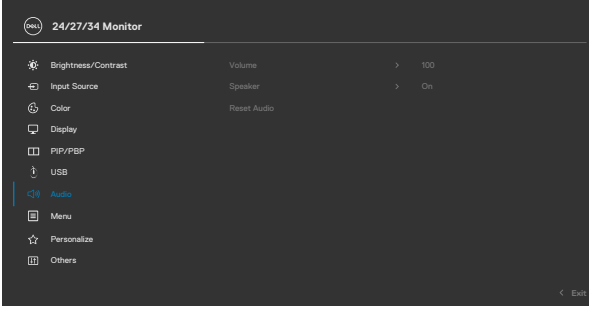 DELL 24/27/34 Monitor
Brightness/Contrast Volume > 100
Input Source Speaker > On
Color Reset Audio
Display
PIP/PBP
USB
Audio
Menu
Personalize
Others
< Exit